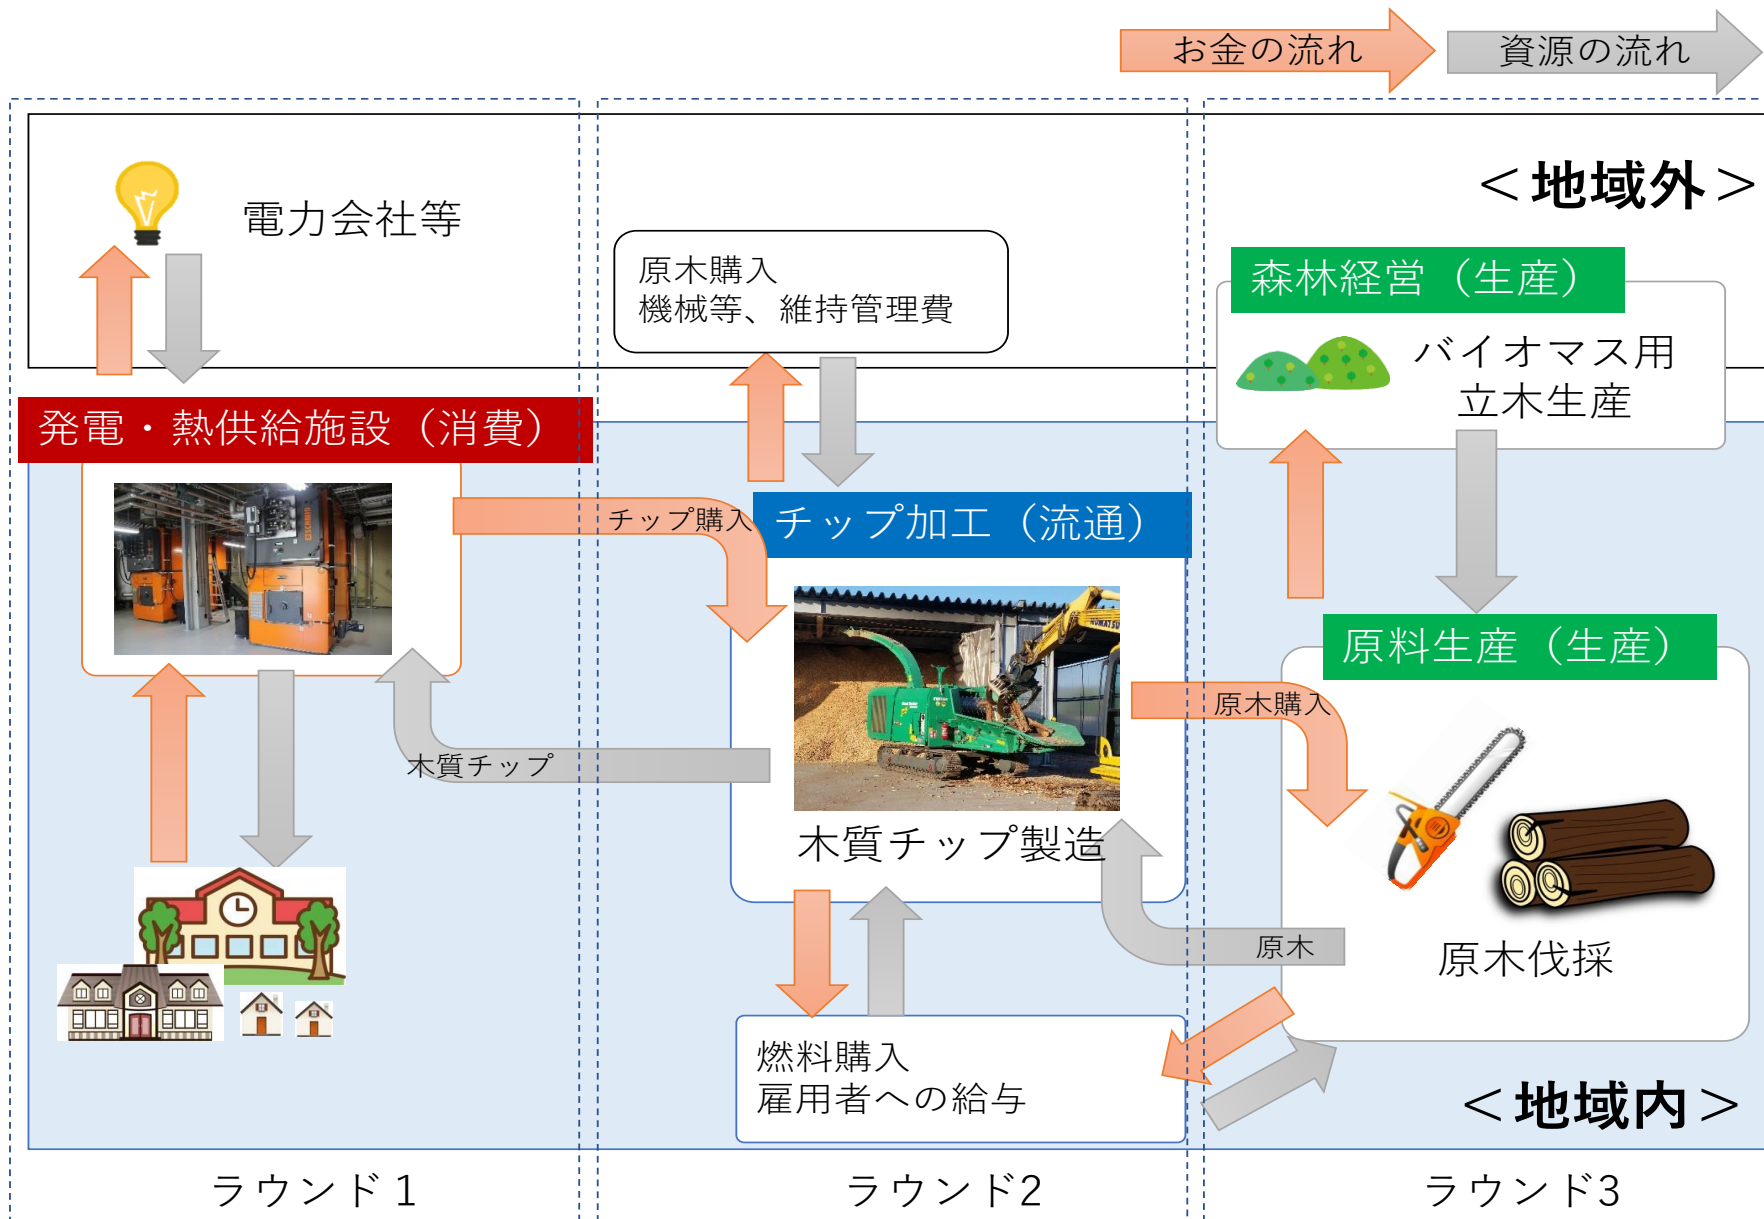 お金の流れ
資源の流れ
＜地域外＞
電力会社等
原木購入
機械等、維持管理費
森林経営（生産）
バイオマス用
立木生産
発電・熱供給施設（消費）
チップ購入
チップ加工（流通）
KOMATSU
原料生産（生産）
原木購入
木質チップ
木質チップ製造
原木
原木伐採
燃料購入
雇用者への給与
＜地域内＞
ラウンド１
ラウンド2
ラウンド3